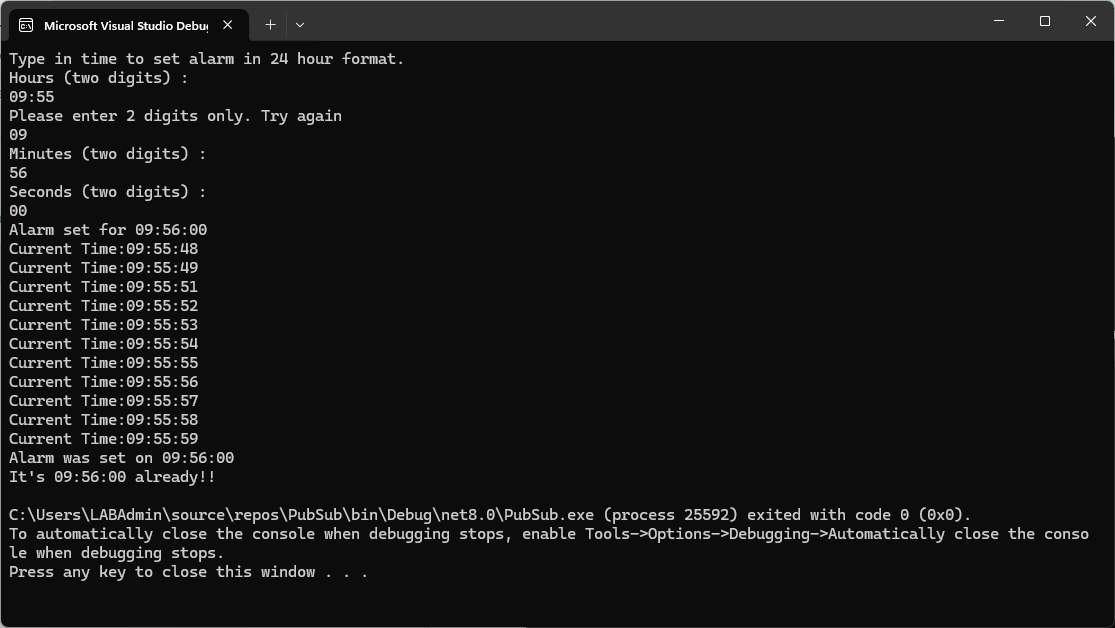 Microsoft Visual Studio Debug
Type in time to set alarm in 24 hour format.
Hours (two digits) :
09:55
Please enter 2 digits only. Try again
09
Minutes (two digits) :
56
Seconds (two digits) :
00
Alarm set for 09:56:00
Current Time:09:55:48
Current Time:09:55:49
Current Time:09:55:51
Current Time:09:55:52
Current Time:09:55:53
Current Time:09:55:54
Current Time:09:55:55
Current Time:09:55:56
Current Time:09:55:57
Current Time:09:55:58
Current Time:09:55:59
Alarm was set on 09:56:00
It's 09:56:00 already!!
C:\Users\LABAdmin\source\repos\PubSub\bin\Debug\net8.0\PubSub.exe (process 25592) exited with code 0 (0x0).
To automatically close the console when debugging stops, enable Tools->Options->Debugging->Automatically close the conso
le when debugging stops.
Press any key to close this window . . .